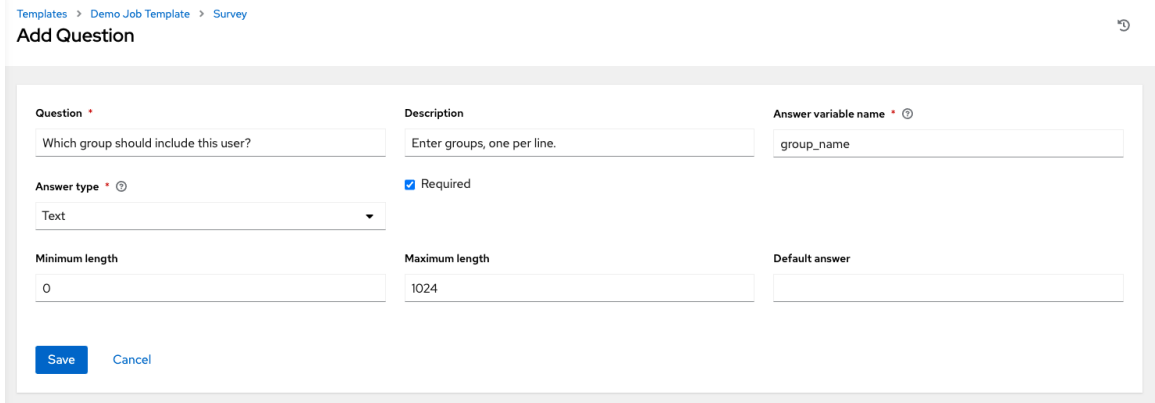 Templates > Demo Job Template > Survey
Add Question
Question * Description Answer variable name *
Which group should include this user? Enter groups, one per line. group_name
Answer type * Required
Text
Minimum length Maximum length Default answer
0 1024
Save Cancel